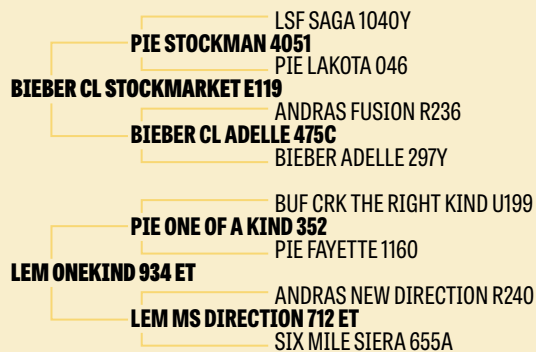 LSF SAGA 1040Y
PIE STOCKMAN 4051
PIE LAKOTA 046
BIEBER CL STOCKMARKET E119
ANDRAS FUSION R236
BIEBER CL ADELLE 475C
BIEBER ADELLE 297Y
BUF CRK THE RIGHT KIND U199
PIE ONE OF A KIND 352
PIE FAYETTE 1160
LEM ONEKIND 934 ET
ANDRAS NEW DIRECTION R240
LEM MS DIRECTION 712 ET
SIX MILE SIERA 655A